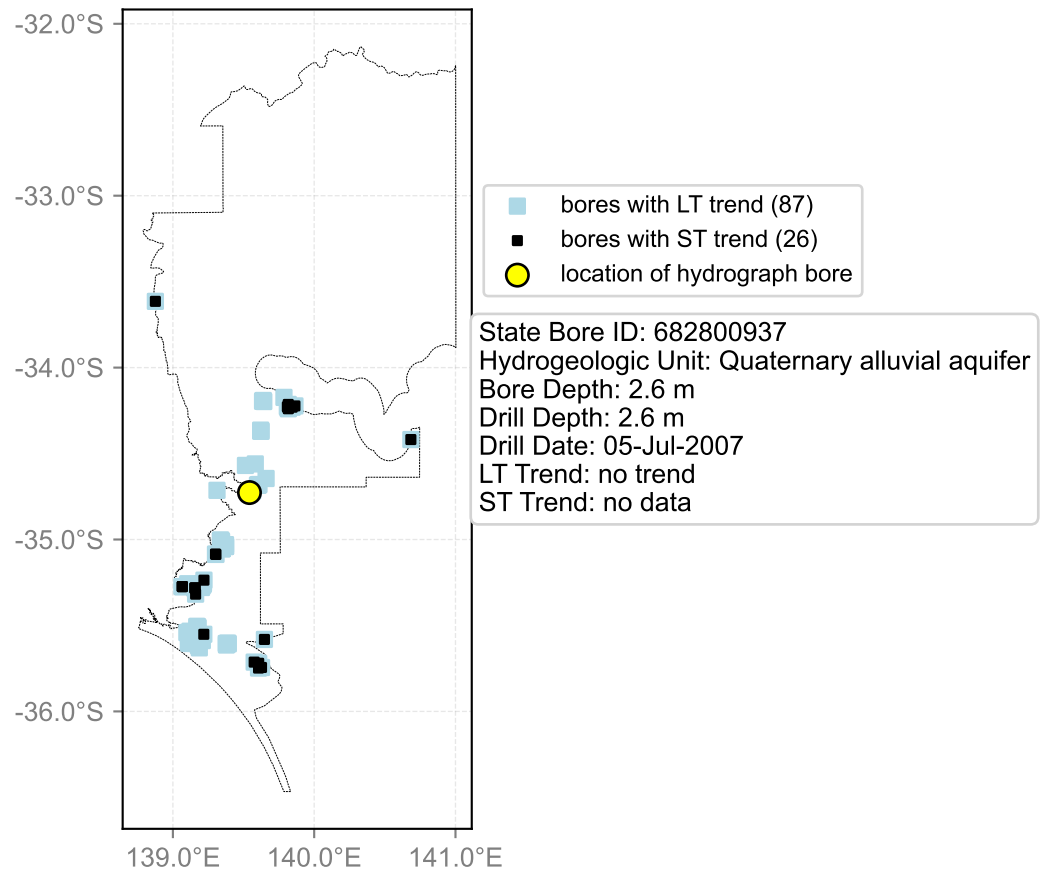 -32.0°S
-33.0°S
-34.0°S
-35.0°S
-36.0°S
139.0°E 140.0°E 141.0°E
bores with LT trend (87)
bores with ST trend (26)
location of hydrograph bore
State Bore ID: 682800937
Hydrogeologic Unit: Quaternary alluvial aquifer
Bore Depth: 2.6 m
Drill Depth: 2.6 m
Drill Date: 05-Jul-2007
LT Trend: no trend
ST Trend: no data